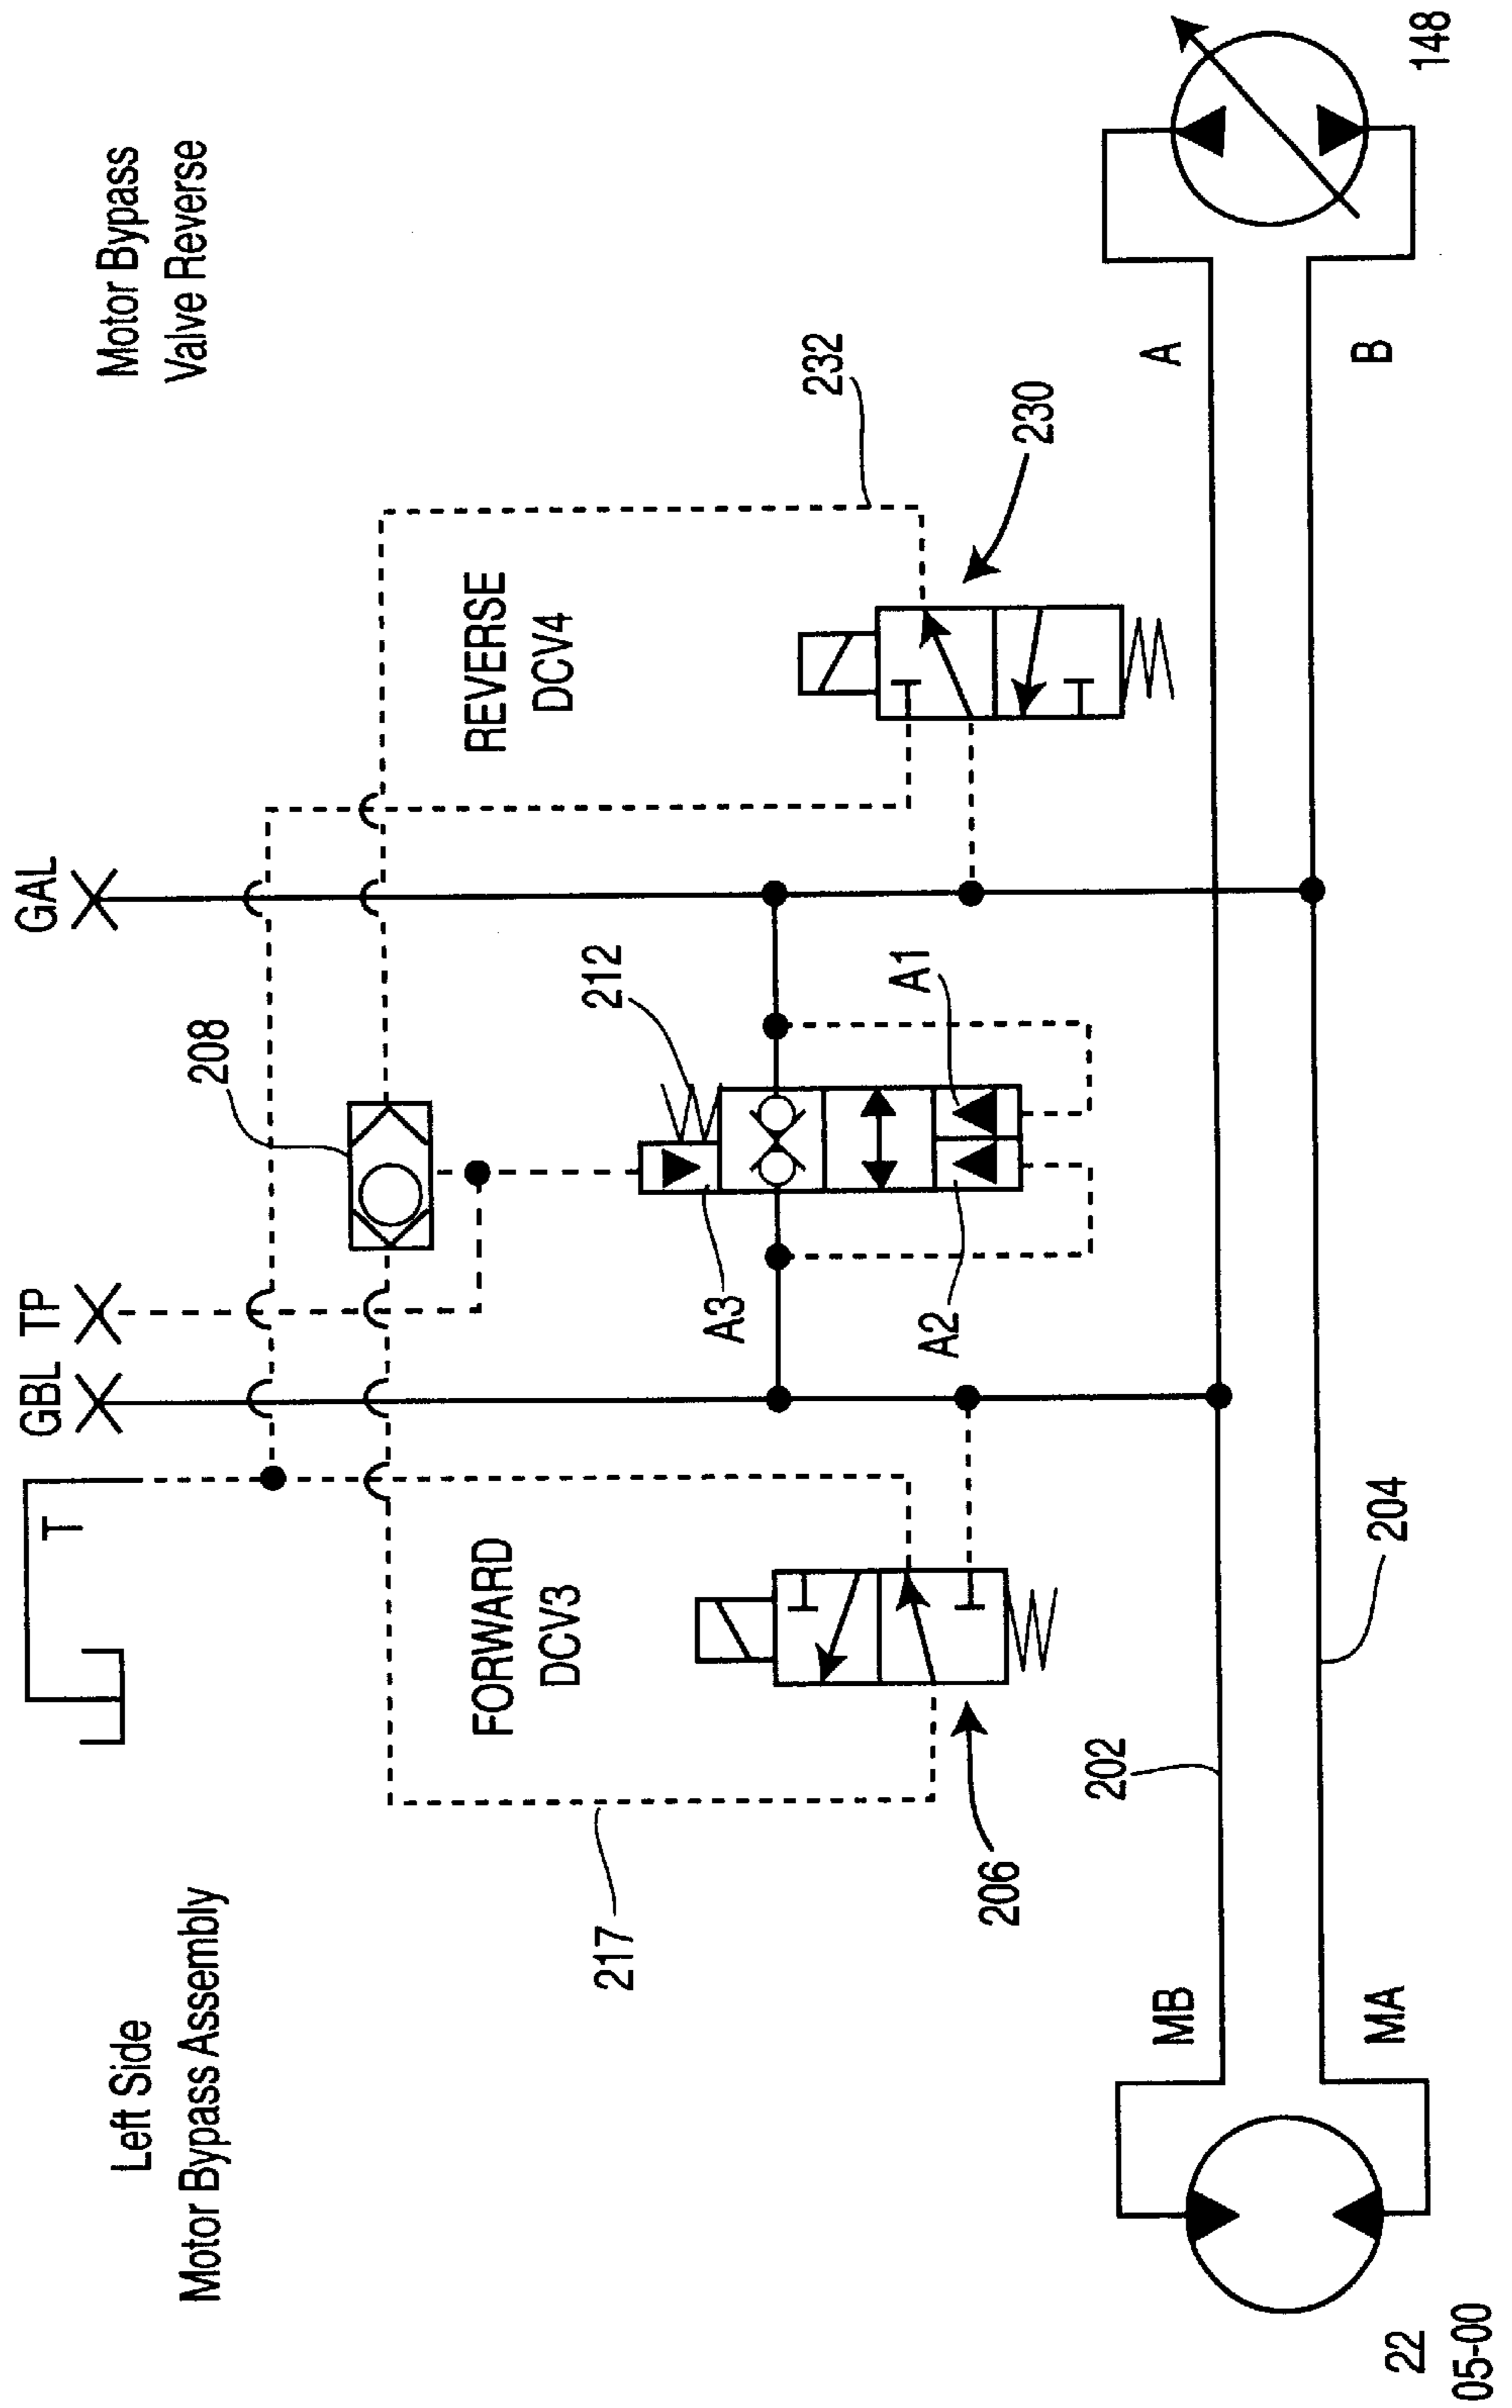 Left Side
Motor Bypass Assembly
Motor Bypass
Valve Reverse
T
GBL
TP
GAL
208
217
FORWARD
DCV3
206
212
A3
A2
A1
REVERSE
DCV4
232
230
202
204
MB
MA
A
B
22
05-00
148